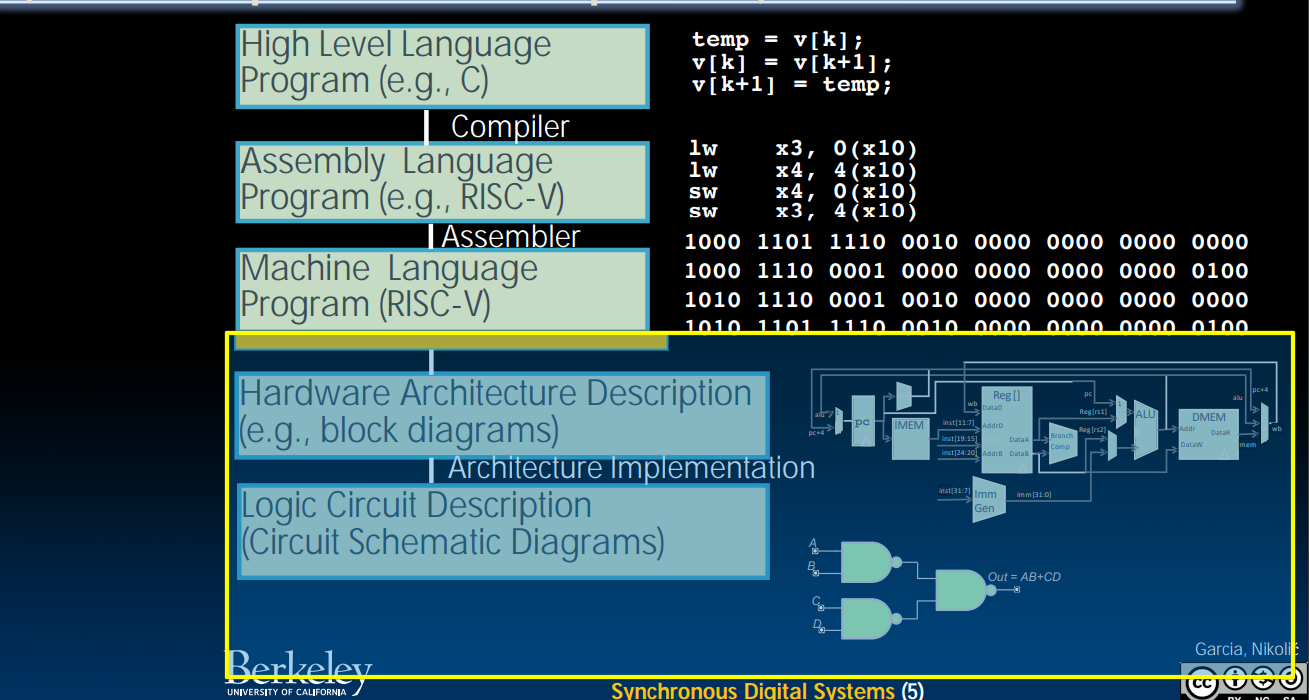 High Level Language
Program (e.g., C)
temp = v[k];
v[k] = v[k+1];
v[k+1] = temp;
Compiler
Assembly Language
Program (e.g., RISC-V)
lw x3, 0(x10)
lw x4, 4(x10)
sw x4, 0(x10)
sw x3, 4(x10)
Assembler
Machine Language
Program (RISC-V)
1000 1101 1110 0010 0000 0000 0000 0000
1000 1110 0001 0000 0000 0000 0000 0100
1010 1110 0001 0010 0000 0000 0000 0000
1010 1101 1110 0010 0000 0000 0000 0100
Hardware Architecture Description
(e.g., block diagrams)
Architecture Implementation
Logic Circuit Description
(Circuit Schematic Diagrams)
alu
pc+4
pc
IMEM
wb
inst[11:7]
inst[19:15]
inst[24:20]
Reg []
DataD
AddrD
DataA
AddrB
DataB
Branch
Comp
pc
Reg[rs1]
Reg[rs2]
ALU
DMEM
Addr
DataR
DataW
pc+4
alu
wb
mem
inst[31:7]
Imm
Gen
imm[31:0]
A
B
C
D
Out = AB+CD
Garcia, Nikolić
Berkeley
UNIVERSITY OF CALIFORNIA
Synchronous Digital Systems (5)
cc
BY NC SA